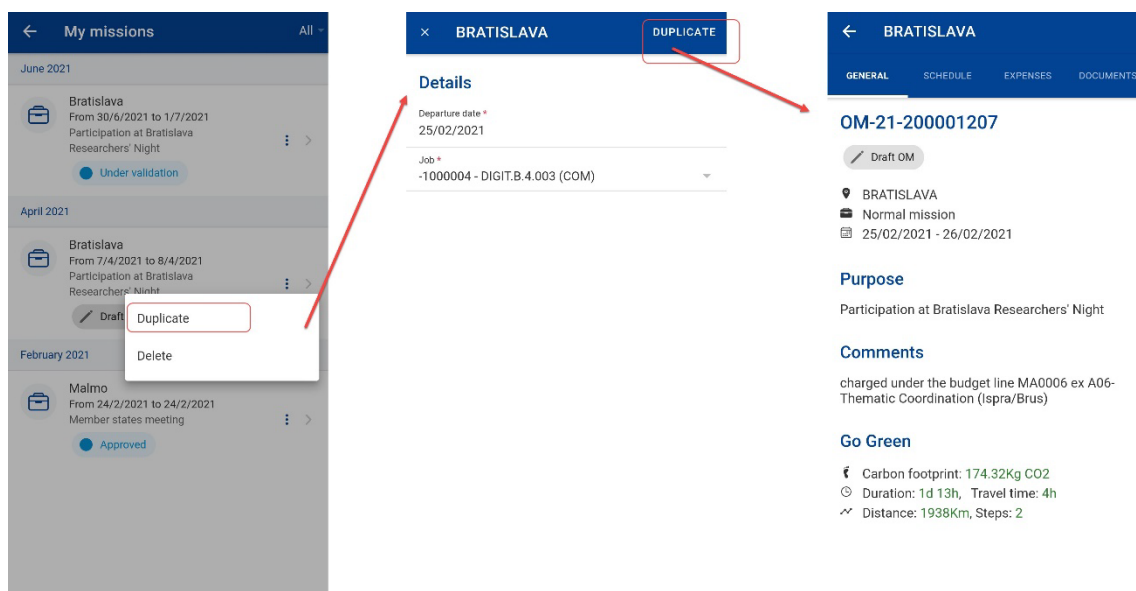 My missions
All
June 2021
Bratislava
From 30/6/2021 to 1/7/2021
Participation at Bratislava
Researchers' Night
Under validation
April 2021
Bratislava
From 7/4/2021 to 8/4/2021
Participation at Bratislava
Researchers' Night
Draft
Duplicate
Delete
February 2021
Malmo
From 24/2/2021 to 24/2/2021
Member states meeting
Approved
× BRATISLAVA DUPLICATE
Details
Departure date *
25/02/2021
Job *
-1000004 - DIGIT.B.4.003 (COM)
BRATISLAVA
GENERAL SCHEDULE EXPENSES DOCUMENTS
OM-21-200001207
Draft OM
BRATISLAVA
Normal mission
25/02/2021 - 26/02/2021
Purpose
Participation at Bratislava Researchers' Night
Comments
charged under the budget line MA0006 ex A06-
Thematic Coordination (Ispra/Brus)
Go Green
Carbon footprint: 174.32Kg CO2
Duration: 1d 13h, Travel time: 4h
Distance: 1938Km, Steps: 2